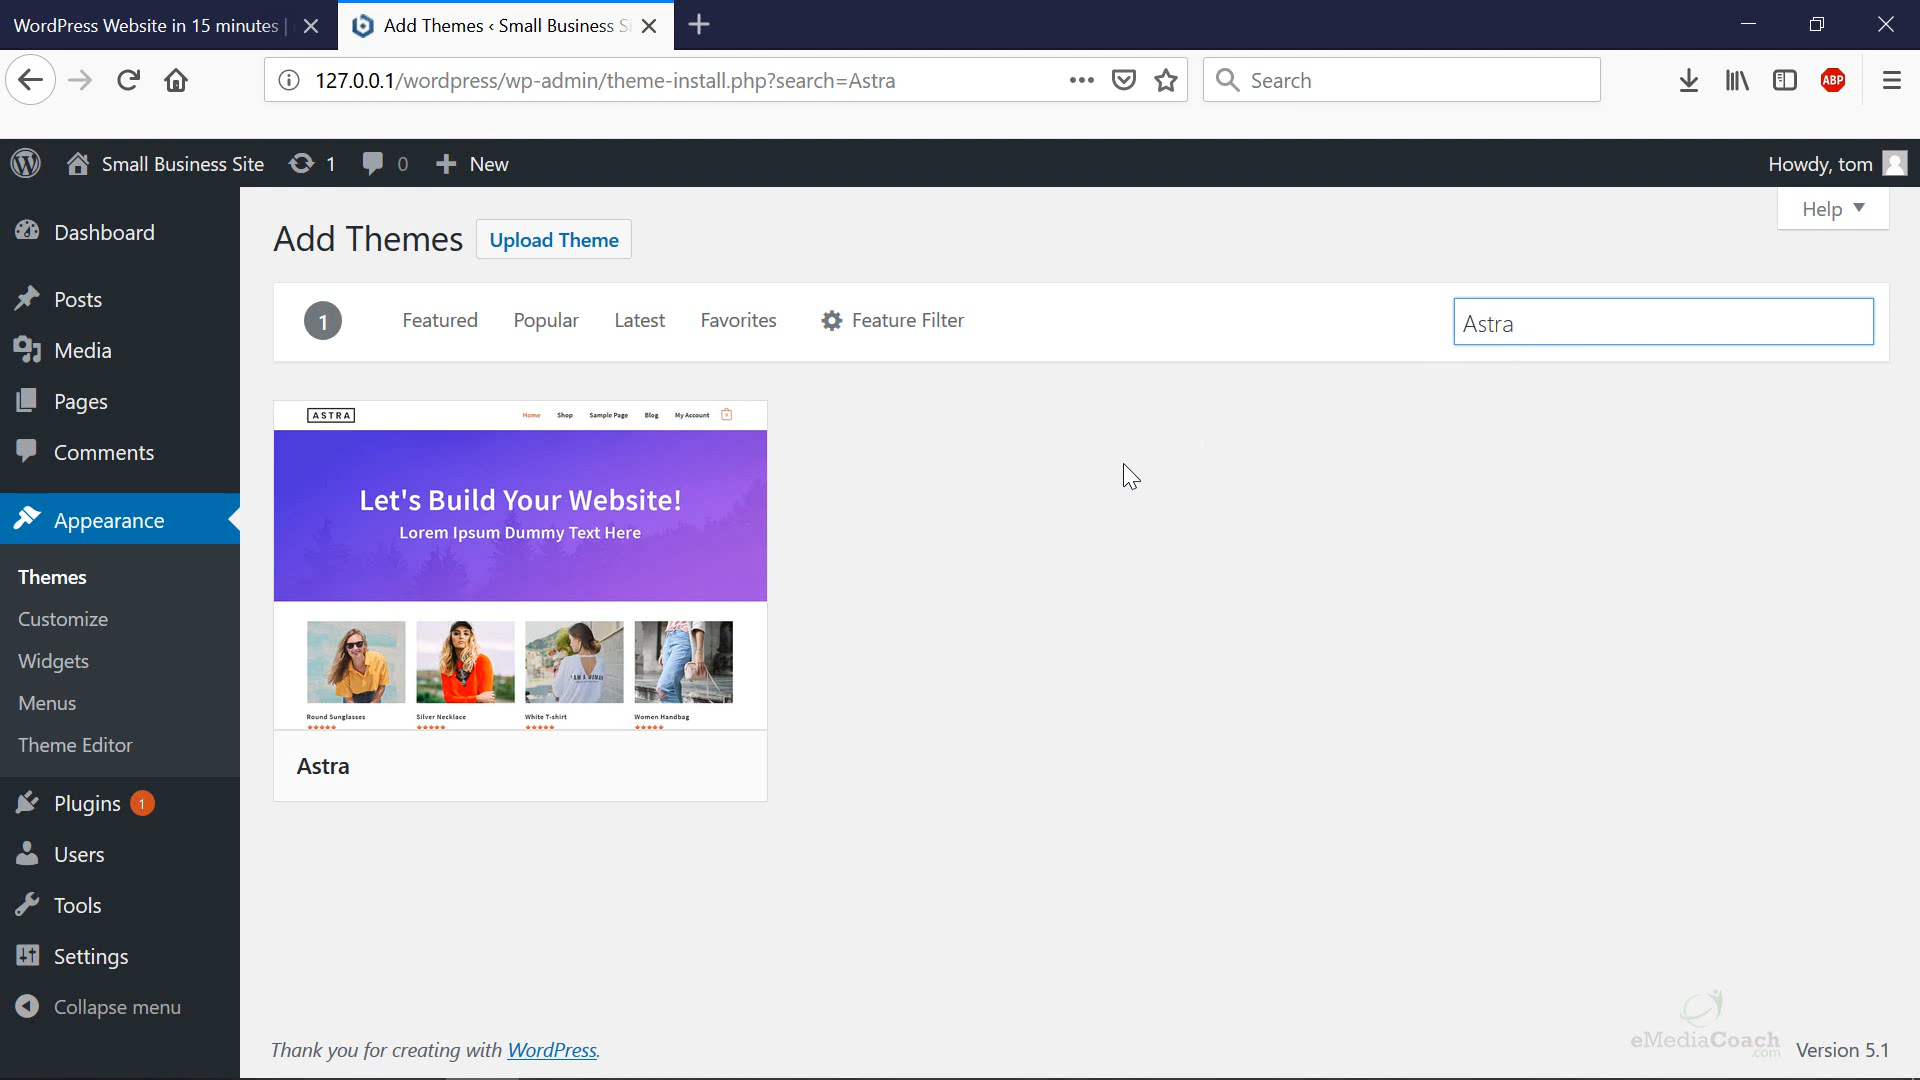 WordPress Website in 15 minutes |
Add Themes ‹ Small Business Si
127.0.0.1/wordpress/wp-admin/theme-install.php?search=Astra
Search
ABP
Small Business Site
1
0
New
Howdy, tom
Help
Dashboard
Posts
Media
Pages
Comments
Appearance
Themes
Customize
Widgets
Menus
Theme Editor
Plugins 1
Users
Tools
Settings
Collapse menu
Add Themes
Upload Theme
1
Featured
Popular
Latest
Favorites
Feature Filter
Astra
ASTRA
Home
Shop
Sample Page
Blog
My Account
Let's Build Your Website!
Lorem Ipsum Dummy Text Here
Round Sunglasses
Silver Necklace
White T-shirt
Women Handbag
Astra
Thank you for creating with WordPress.
eMediaCoach
.com
Version 5.1